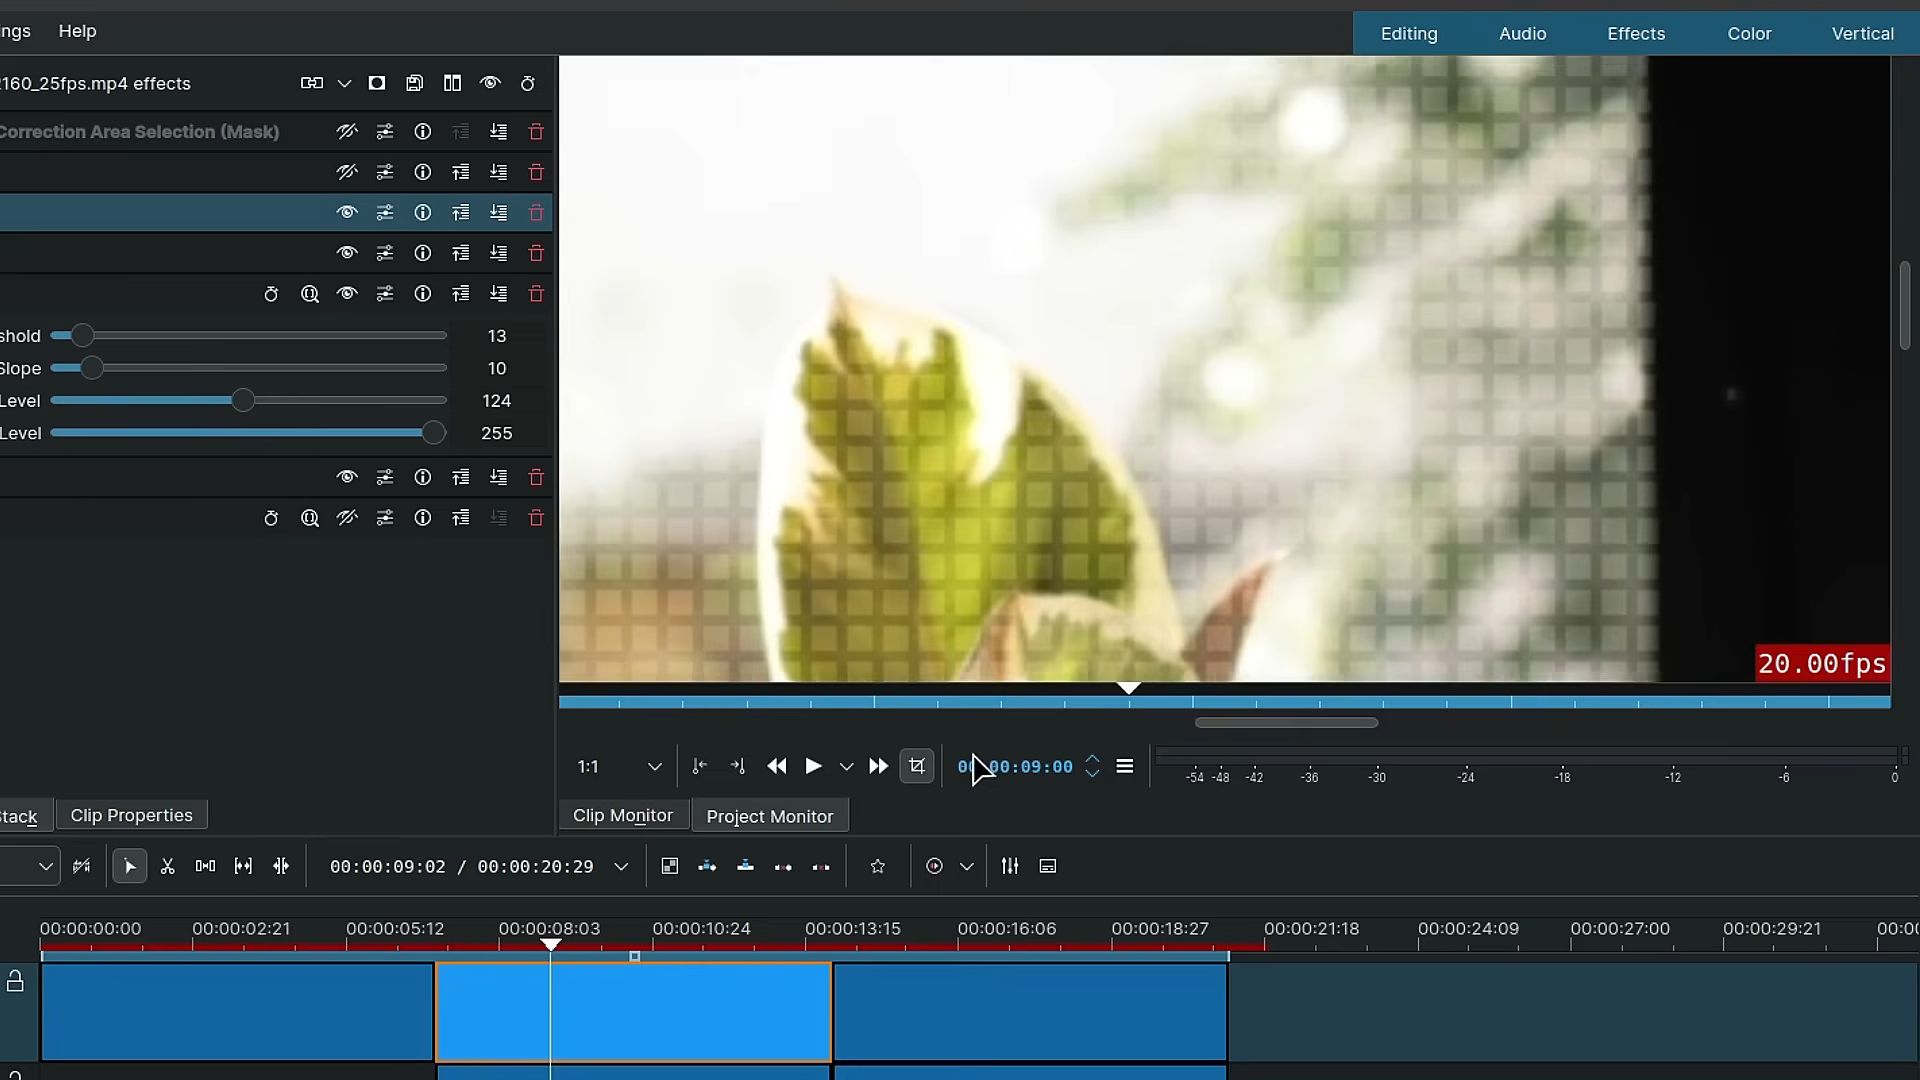 ngs Help
Editing Audio Effects Color Vertical
2160_25fps.mp4 effects
Correction Area Selection (Mask)
shold 13
Slope 10
Level 124
Level 255
20.00fps
1:1
:00:09:00
-54 -48 -42 -36 -30 -24 -18 -12 -6 0
Stack Clip Properties
Clip Monitor Project Monitor
00:00:09:02 / 00:00:20:29
00:00:00:00 00:00:02:21 00:00:05:12 00:00:08:03 00:00:10:24 00:00:13:15 00:00:16:06 00:00:18:27 00:00:21:18 00:00:24:09 00:00:27:00 00:00:29:21 00:00